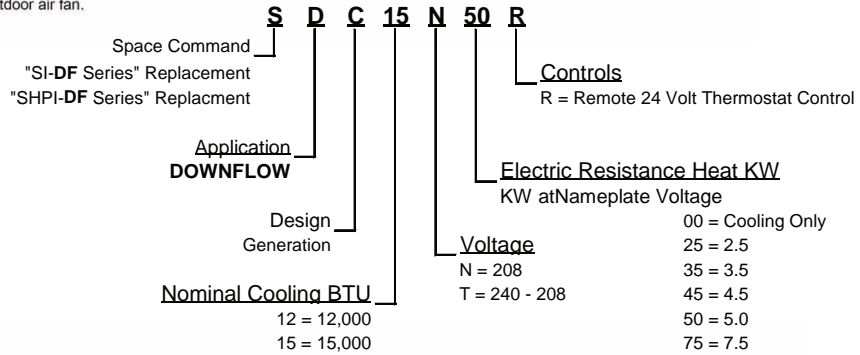 tdoor air fan.
S D C 15 N 50 R
Space Command
"SI-DF Series" Replacement
"SHPI-DF Series" Replacment
Controls
R = Remote 24 Volt Thermostat Control
Application
DOWNFLOW
Electric Resistance Heat KW
KW atNameplate Voltage
00 = Cooling Only
25 = 2.5
35 = 3.5
45 = 4.5
50 = 5.0
75 = 7.5
Design
Generation
Voltage
N = 208
T = 240 - 208
Nominal Cooling BTU
12 = 12,000
15 = 15,000